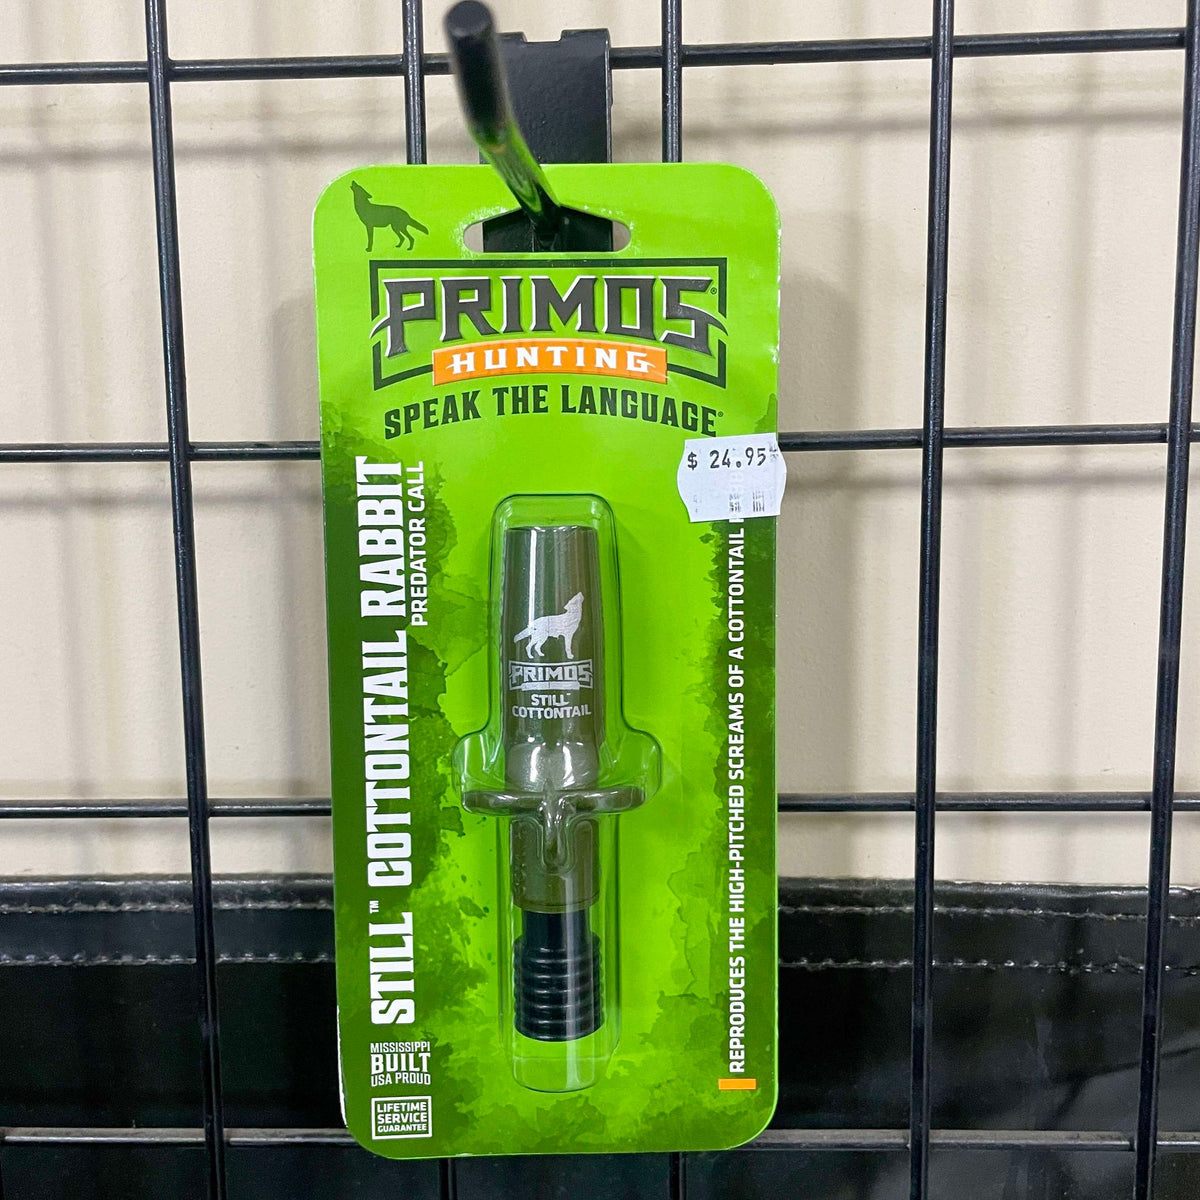 PRIMOS®
HUNTING
SPEAK THE LANGUAGE®
$ 24.95
STILL™ COTTONTAIL RABBIT
PREDATOR CALL
PRIMOS
STILL™
COTTONTAIL
REPRODUCES THE HIGH-PITCHED SCREAMS OF A COTTONTAIL
MISSISSIPPI
BUILT
USA PROUD
LIFETIME
SERVICE
GUARANTEE